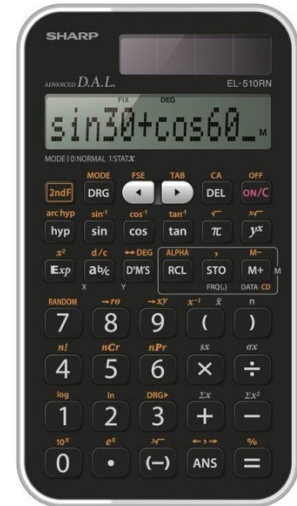 SHARP
ADVANCED D.A.L. EL-510RN
FIX DEG
sin30+cos60_ M
MODE | 0:NORMAL 1:STAT x
MODE FSE TAB CA OFF
2ndF DRG ◀ ▶ DEL ON/C
arc hyp sin⁻¹ cos⁻¹ tan⁻¹ √ ˣ√
hyp sin cos tan π yˣ
x² d/c ↔DEG ALPHA , M−
Exp aᵇ/c D°M'S RCL STO M+ M
X Y FRQ(,) DATA CD
RANDOM →rθ →xy x⁻¹ x̄ n
7 8 9 ( )
n! nCr nPr sx σx
4 5 6 × ÷
log ln DRG▸ Σx Σx²
1 2 3 + −
10ˣ eˣ ³√ ←,→ %
0 • (−) ANS =